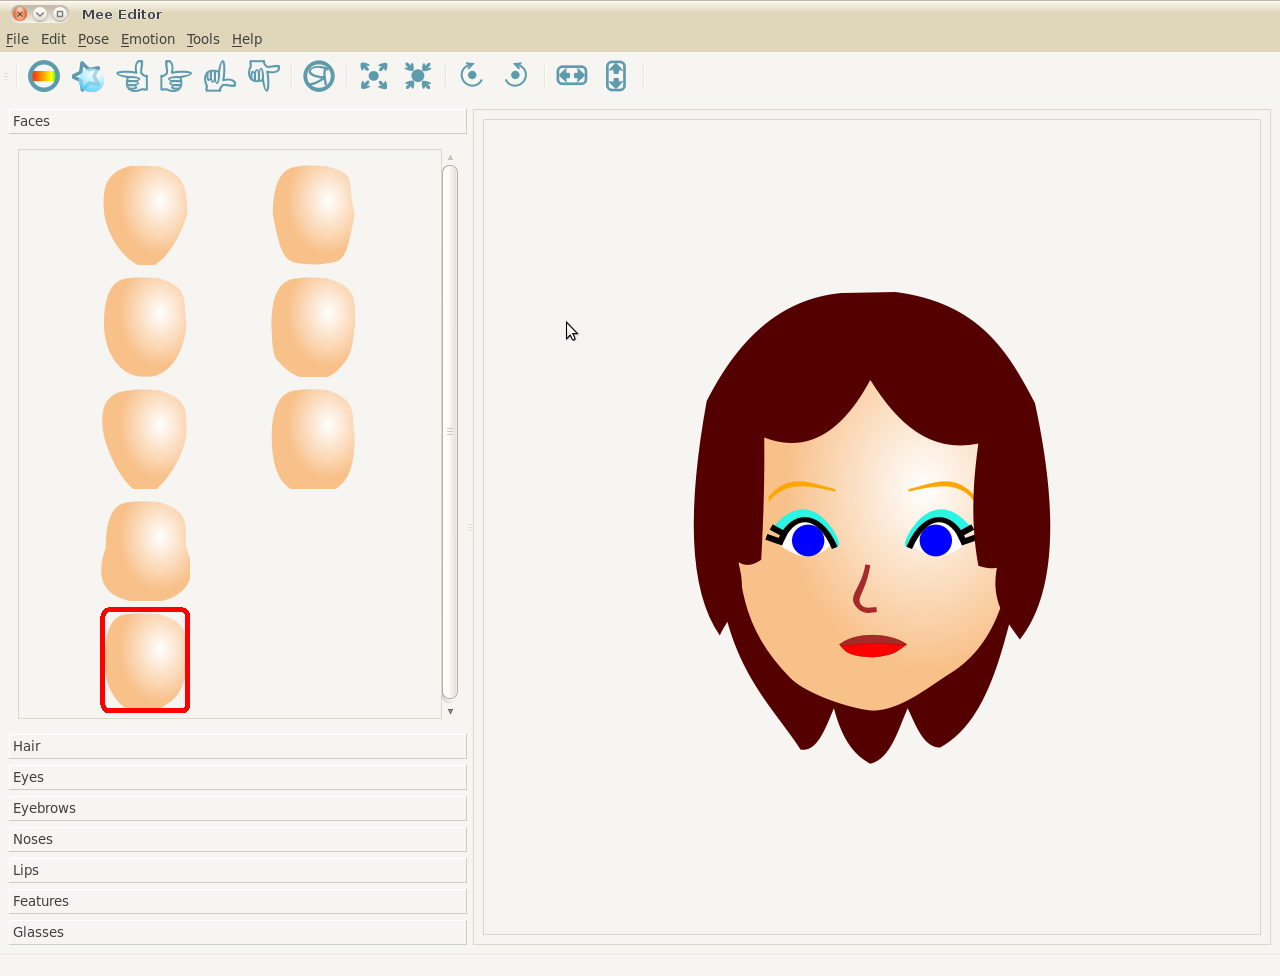 Mee Editor
File Edit Pose Emotion Tools Help
Faces
Hair
Eyes
Eyebrows
Noses
Lips
Features
Glasses